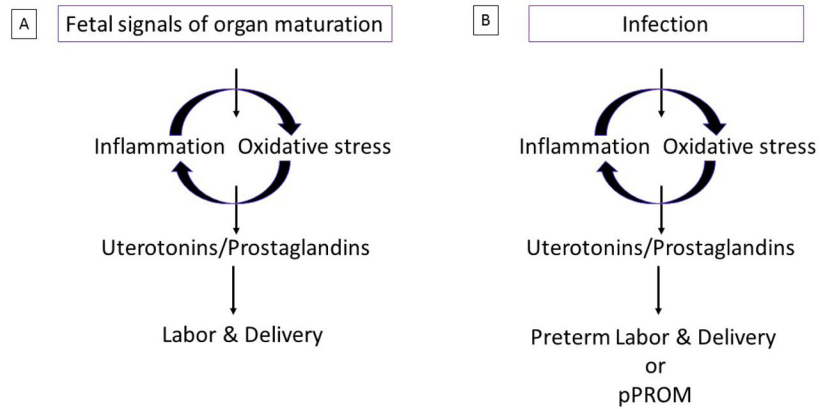 A
Fetal signals of organ maturation
Inflammation Oxidative stress
Uterotonins/Prostaglandins
Labor & Delivery
B
Infection
Inflammation Oxidative stress
Uterotonins/Prostaglandins
Preterm Labor & Delivery
or
pPROM